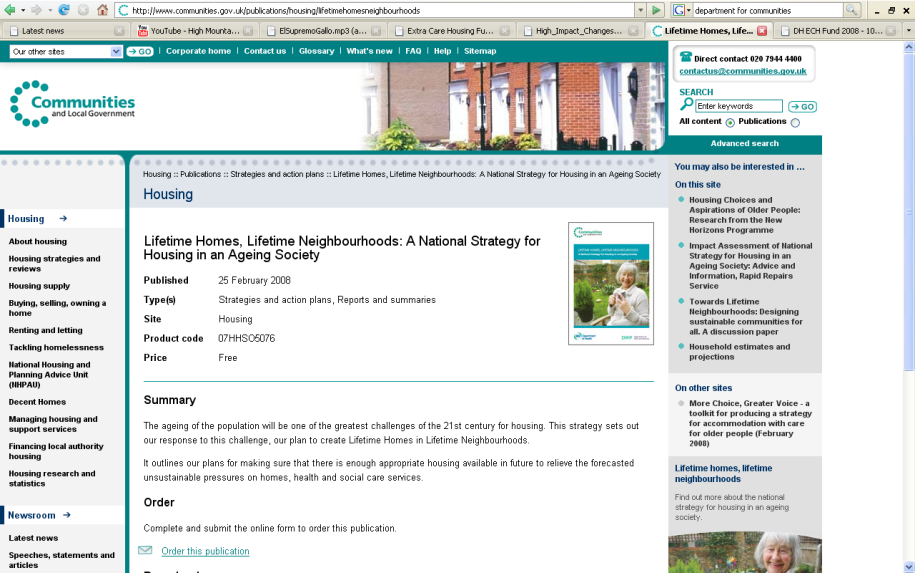 http://www.communities.gov.uk/publications/housing/lifetimehomesneighbourhoods
department for communities
Latest news
YouTube - High Mounta...
ElSupremoGallo.mp3 (a...
Extra Care Housing Fu...
High_Impact_Changes...
Lifetime Homes, Life...
DH ECH Fund 2008 - 10...
Our other sites
GO | Corporate home | Contact us | Glossary | What's new | FAQ | Help | Sitemap
Direct contact 020 7944 4400
contactus@communities.gov.uk
SEARCH
Enter keywords
GO
All content
Publications
Advanced search
Communities
and Local Government
Housing :: Publications :: Strategies and action plans :: Lifetime Homes, Lifetime Neighbourhoods: A National Strategy for Housing in an Ageing Society
Housing
Housing
About housing
Housing strategies and
reviews
Housing supply
Buying, selling, owning a
home
Renting and letting
Tackling homelessness
National Housing and
Planning Advice Unit
(NHPAU)
Decent Homes
Managing housing and
support services
Financing local authority
housing
Housing research and
statistics
Newsroom
Latest news
Speeches, statements and
articles
Lifetime Homes, Lifetime Neighbourhoods: A National Strategy for
Housing in an Ageing Society
Published 25 February 2008
Type(s) Strategies and action plans, Reports and summaries
Site Housing
Product code 07HHSO5076
Price Free
Communities
Summary
The ageing of the population will be one of the greatest challenges of the 21st century for housing. This strategy sets out
our response to this challenge, our plan to create Lifetime Homes in Lifetime Neighbourhoods.
It outlines our plans for making sure that there is enough appropriate housing available in future to relieve the forecasted
unsustainable pressures on homes, health and social care services.
Order
Complete and submit the online form to order this publication.
Order this publication
You may also be interested in ...
On this site
Housing Choices and
Aspirations of Older People:
Research from the New
Horizons Programme
Impact Assessment of National
Strategy for Housing in an
Ageing Society: Advice and
Information, Rapid Repairs
Service
Towards Lifetime
Neighbourhoods: Designing
sustainable communities for
all. A discussion paper
Household estimates and
projections
On other sites
More Choice, Greater Voice - a
toolkit for producing a strategy
for accommodation with care
for older people (February
2008)
Lifetime homes, lifetime
neighbourhoods
Find out more about the national
strategy for housing in an ageing
society.